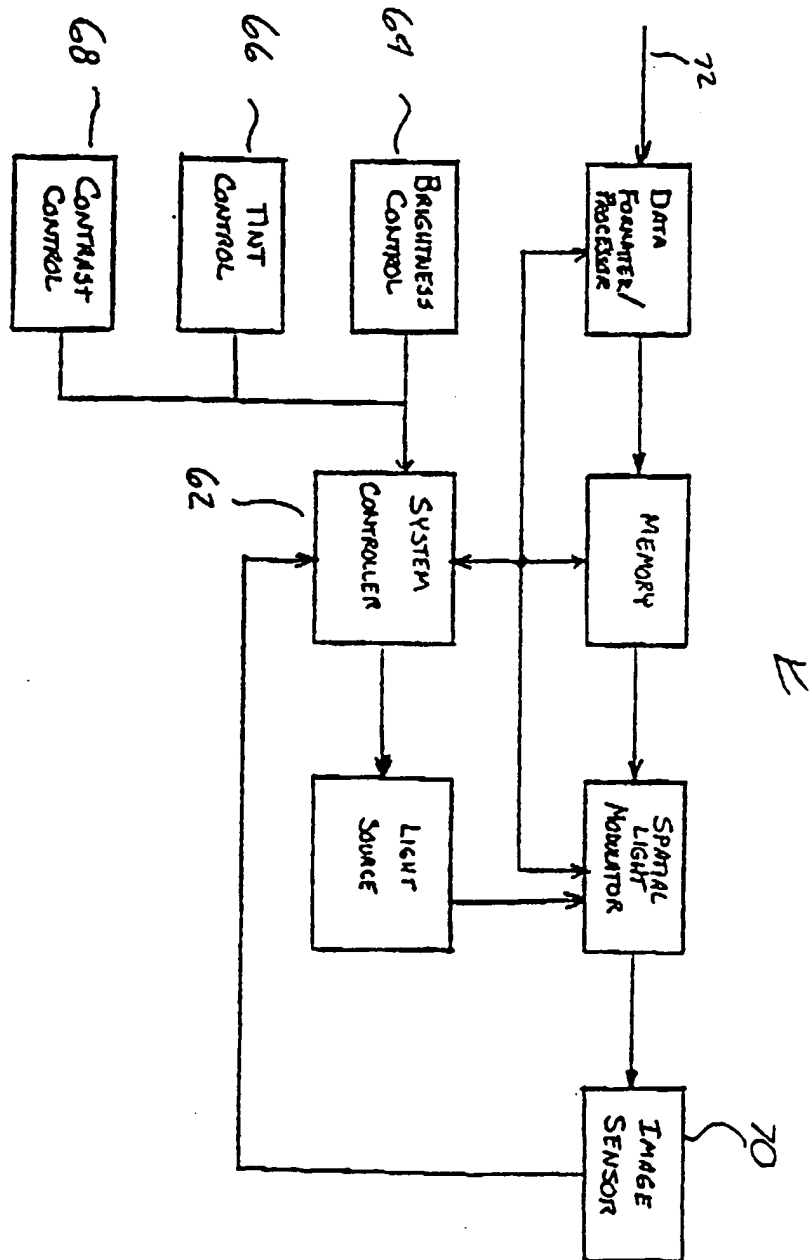 72
DATA
FORMATER/
PROCESSOR
MEMORY
SPATIAL
LIGHT
MODULATOR
IMAGE
SENSOR
70
64
BRIGHTNESS
CONTROL
66
TINT
CONTROL
68
CONTRAST
CONTROL
SYSTEM
CONTROLLER
62
LIGHT
SOURCE